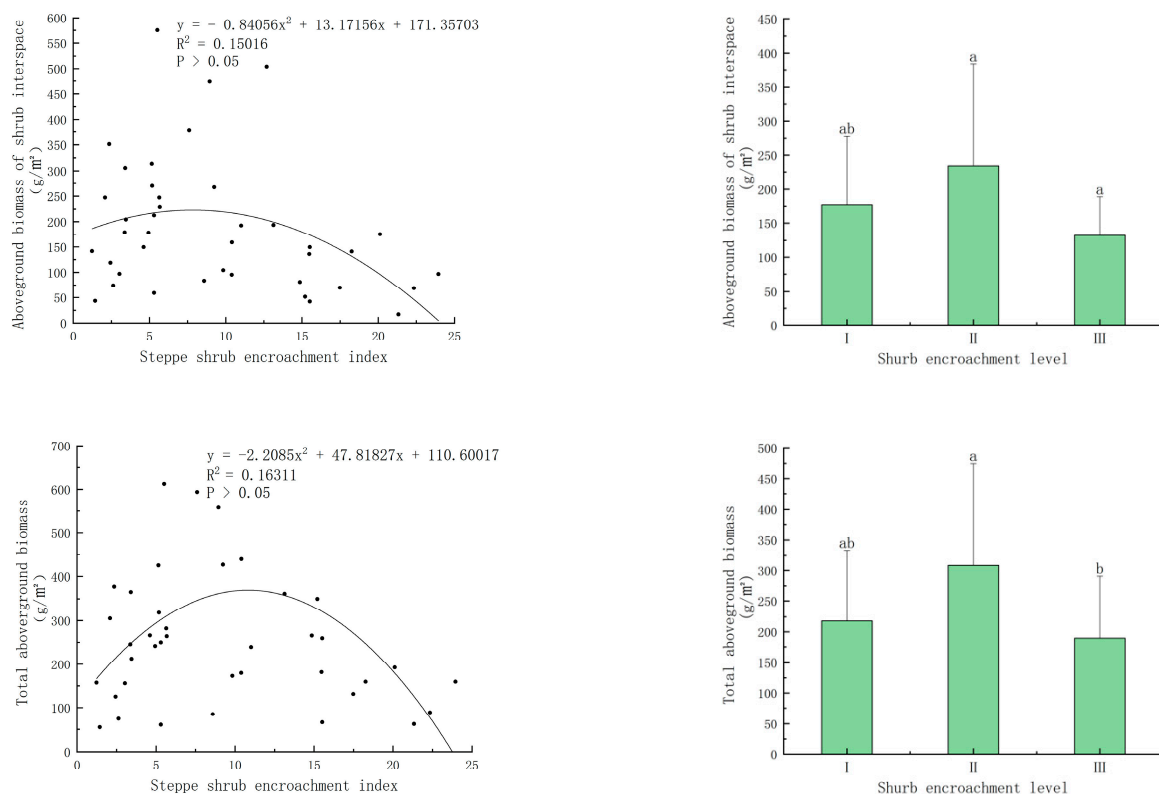 y = - 0.84056x² + 13.17156x + 171.35703
R² = 0.15016
P > 0.05
Aboveground biomass of shrub interspace
(g/m²)
600
550
500
450
400
350
300
250
200
150
100
50
0
0 5 10 15 20 25
Steppe shrub encroachment index
Aboveground biomass of shrub interspace
(g/m²)
450
400
350
300
250
200
150
100
50
0
ab
a
a
I II III
Shurb encroachment level
y = -2.2085x² + 47.81827x + 110.60017
R² = 0.16311
P > 0.05
Total aboverground biomass
(g/m²)
700
600
500
400
300
200
100
0
0 5 10 15 20 25
Steppe shrub encroachment index
Total aboveground biomass
(g/m²)
500
450
400
350
300
250
200
150
100
50
0
ab
a
b
I II III
Shurb encroachment level